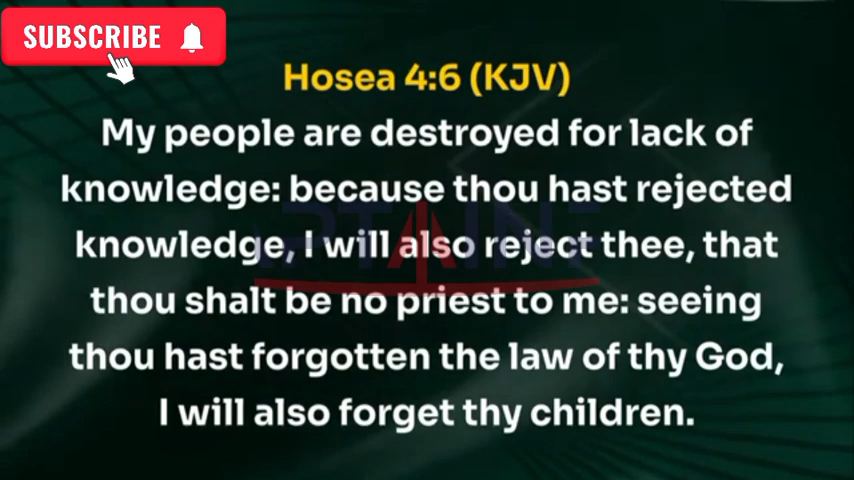 SUBSCRIBE
Hosea 4:6 (KJV)
My people are destroyed for lack of
knowledge: because thou hast rejected
knowledge, I will also reject thee, that
thou shalt be no priest to me: seeing
thou hast forgotten the law of thy God,
I will also forget thy children.